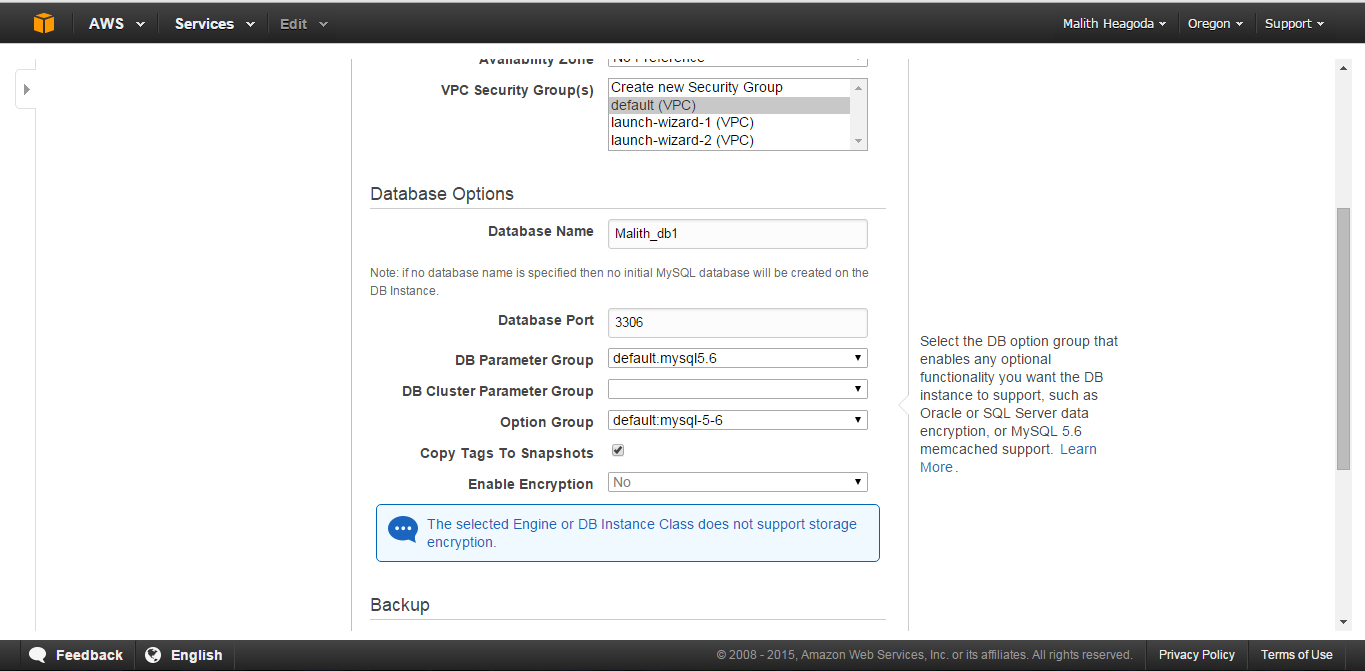 AWS Services Edit Malith Heagoda Oregon Support
Availability Zone No Preference
VPC Security Group(s) Create new Security Group
default (VPC)
launch-wizard-1 (VPC)
launch-wizard-2 (VPC)
Database Options
Database Name Malith_db1
Note: if no database name is specified then no initial MySQL database will be created on the
DB Instance.
Database Port 3306
DB Parameter Group default.mysql5.6
DB Cluster Parameter Group
Option Group default:mysql-5-6
Copy Tags To Snapshots
Enable Encryption No
The selected Engine or DB Instance Class does not support storage
encryption.
Backup
Select the DB option group that
enables any optional
functionality you want the DB
instance to support, such as
Oracle or SQL Server data
encryption, or MySQL 5.6
memcached support. Learn
More.
Feedback English © 2008 - 2015, Amazon Web Services, Inc. or its affiliates. All rights reserved. Privacy Policy Terms of Use